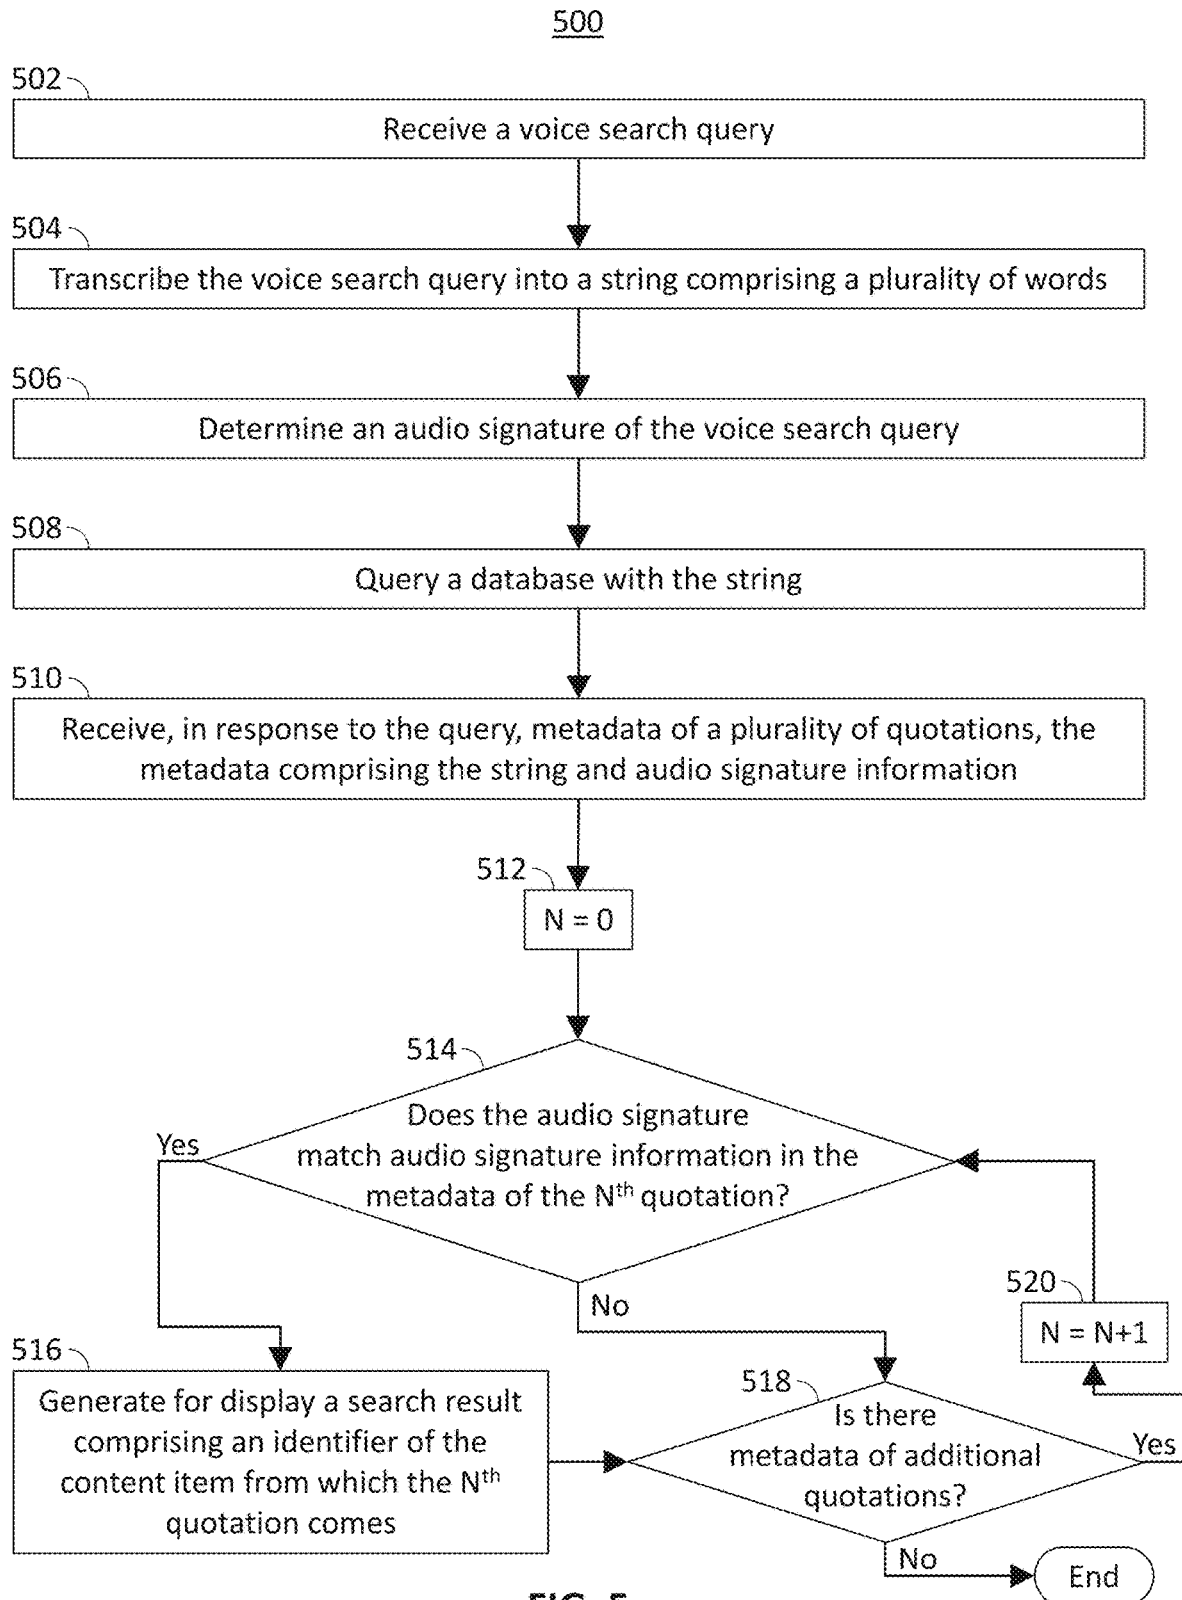 500
502
Receive a voice search query
504
Transcribe the voice search query into a string comprising a plurality of words
506
Determine an audio signature of the voice search query
508
Query a database with the string
510
Receive, in response to the query, metadata of a plurality of quotations, the
metadata comprising the string and audio signature information
512
N = 0
514
Does the audio signature
match audio signature information in the
metadata of the Nth quotation?
Yes
No
520
N = N+1
516
Generate for display a search result
comprising an identifier of the
content item from which the Nth
quotation comes
518
Is there
metadata of additional
quotations?
Yes
No
End